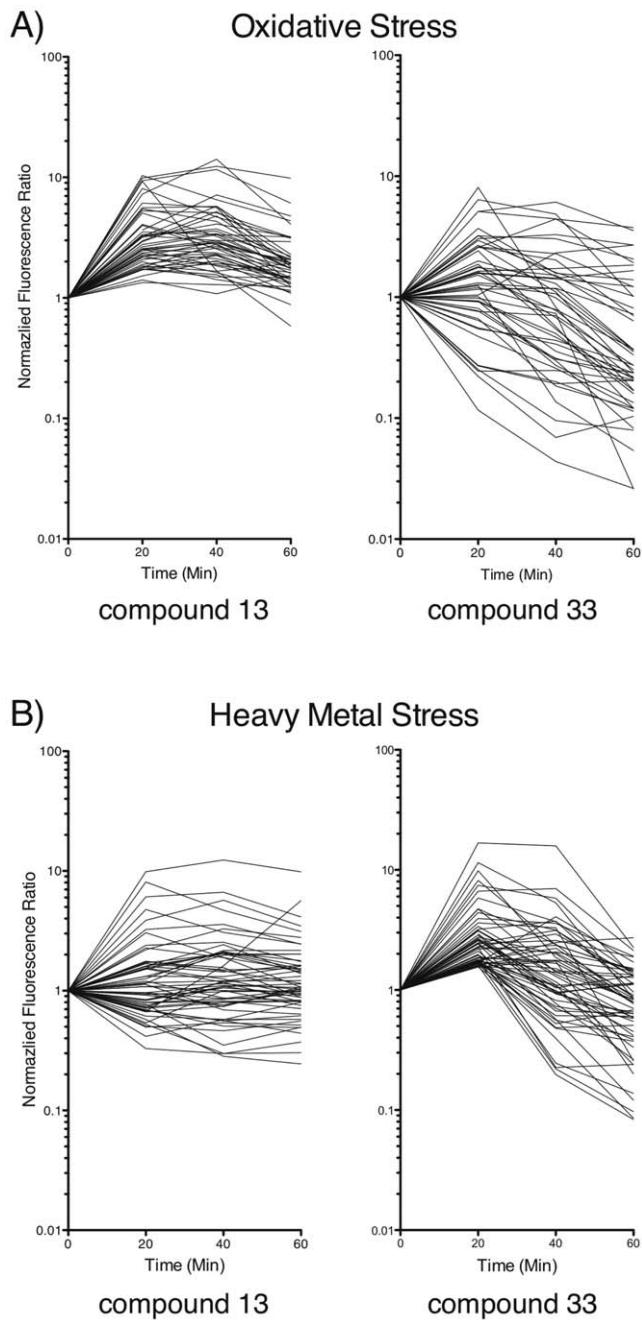 A) Oxidative Stress
100
10
1
0.1
0.01
Normazlied Fluorescence Ratio
0 20 40 60
Time (Min)
compound 13
100
10
1
0.1
0.01
0 20 40 60
Time (Min)
compound 33
B) Heavy Metal Stress
100
10
1
0.1
0.01
Normazlied Fluorescence Ratio
0 20 40 60
Time (Min)
compound 13
100
10
1
0.1
0.01
0 20 40 60
Time (Min)
compound 33